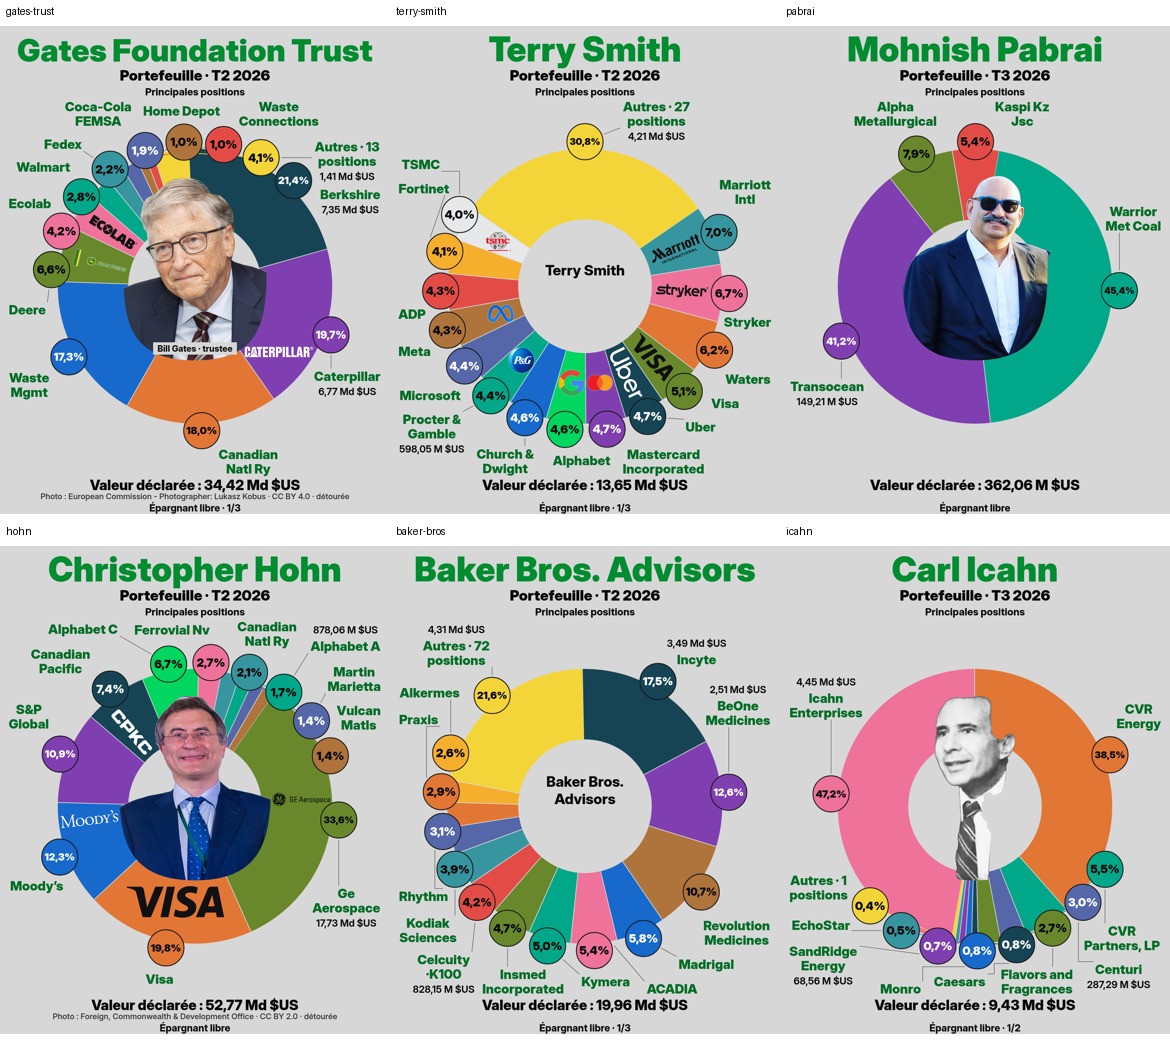 gates-trust
Gates Foundation Trust
Portefeuille · T2 2026
Principales positions
Coca-Cola
FEMSA
Home Depot
Waste
Connections
Fedex
Walmart
Ecolab
Deere
Waste
Mgmt
Autres · 13
positions
1,41 Md $US
Berkshire
7,35 Md $US
1,9%
1,0%
1,0%
4,1%
21,4%
2,2%
2,8%
4,2%
6,6%
17,3%
19,7%
18,0%
ECOLAB
CATERPILLAR
Bill Gates · trustee
Caterpillar
6,77 Md $US
Canadian
Natl Ry
Valeur déclarée : 34,42 Md $US
Photo : European Commission - Photographer: Lukasz Kobus · CC BY 4.0 · détourée
Épargnant libre · 1/3
terry-smith
Terry Smith
Portefeuille · T2 2026
Principales positions
Autres · 27
positions
4,21 Md $US
30,8%
TSMC
Fortinet
4,0%
4,1%
4,3%
ADP
4,3%
Meta
4,4%
Microsoft
4,4%
Procter &
Gamble
598,05 M $US
4,6%
Church &
Dwight
4,6%
Alphabet
4,7%
Mastercard
Incorporated
4,7%
Uber
5,1%
Visa
6,2%
Waters
6,7%
Stryker
7,0%
Marriott
Intl
tsmc
P&G
Uber
VISA
stryker
Marriott
INTERNATIONAL
Terry Smith
Valeur déclarée : 13,65 Md $US
Épargnant libre · 1/3
pabrai
Mohnish Pabrai
Portefeuille · T3 2026
Principales positions
Alpha
Metallurgical
Kaspi Kz
Jsc
7,9%
5,4%
Warrior
Met Coal
45,4%
41,2%
Transocean
149,21 M $US
Valeur déclarée : 362,06 M $US
Épargnant libre
hohn
Christopher Hohn
Portefeuille · T2 2026
Principales positions
Alphabet C
Ferrovial Nv
Canadian
Natl Ry
878,06 M $US
Alphabet A
Canadian
Pacific
Martin
Marietta
S&P
Global
Vulcan
Matls
6,7%
2,7%
2,1%
1,7%
1,4%
1,4%
7,4%
10,9%
12,3%
33,6%
19,8%
CPKC
Moody's
VISA
GE Aerospace
Moody's
Ge
Aerospace
17,73 Md $US
Visa
Valeur déclarée : 52,77 Md $US
Photo : Foreign, Commonwealth & Development Office · CC BY 2.0 · détourée
Épargnant libre
baker-bros
Baker Bros. Advisors
Portefeuille · T2 2026
Principales positions
4,31 Md $US
Autres · 72
positions
21,6%
3,49 Md $US
Incyte
17,5%
2,51 Md $US
BeOne
Medicines
12,6%
Alkermes
Praxis
2,6%
2,9%
3,1%
3,9%
Rhythm
4,2%
Kodiak
Sciences
4,7%
Celcuity
·K100
828,15 M $US
5,0%
Insmed
Incorporated
5,4%
Kymera
5,8%
ACADIA
Madrigal
10,7%
Revolution
Medicines
Baker Bros.
Advisors
Valeur déclarée : 19,96 Md $US
Épargnant libre · 1/3
icahn
Carl Icahn
Portefeuille · T3 2026
Principales positions
4,45 Md $US
Icahn
Enterprises
47,2%
CVR
Energy
38,5%
5,5%
CVR
Partners, LP
3,0%
Centuri
287,29 M $US
2,7%
Flavors and
Fragrances
0,8%
Caesars
0,8%
Monro
0,7%
SandRidge
Energy
68,56 M $US
0,5%
EchoStar
0,4%
Autres · 1
positions
Valeur déclarée : 9,43 Md $US
Épargnant libre · 1/2